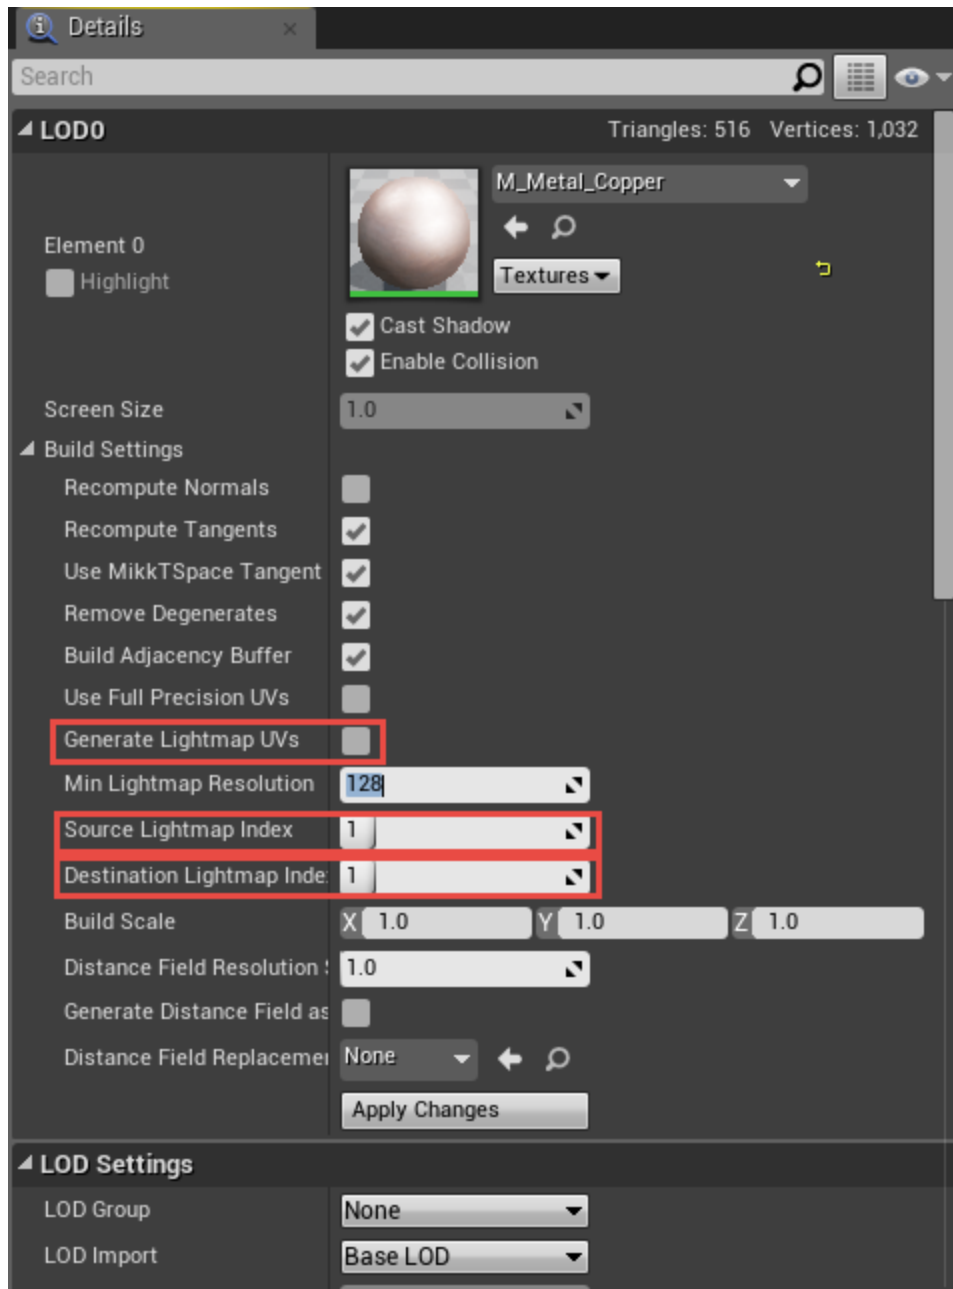 Details
Search
LOD0 Triangles: 516 Vertices: 1,032
M_Metal_Copper
Element 0
Highlight
Textures
Cast Shadow
Enable Collision
Screen Size 1.0
Build Settings
Recompute Normals
Recompute Tangents
Use MikkTSpace Tangent
Remove Degenerates
Build Adjacency Buffer
Use Full Precision UVs
Generate Lightmap UVs
Min Lightmap Resolution 128
Source Lightmap Index 1
Destination Lightmap Inde 1
Build Scale X 1.0 Y 1.0 Z 1.0
Distance Field Resolution 1.0
Generate Distance Field as
Distance Field Replacemen None
Apply Changes
LOD Settings
LOD Group None
LOD Import Base LOD